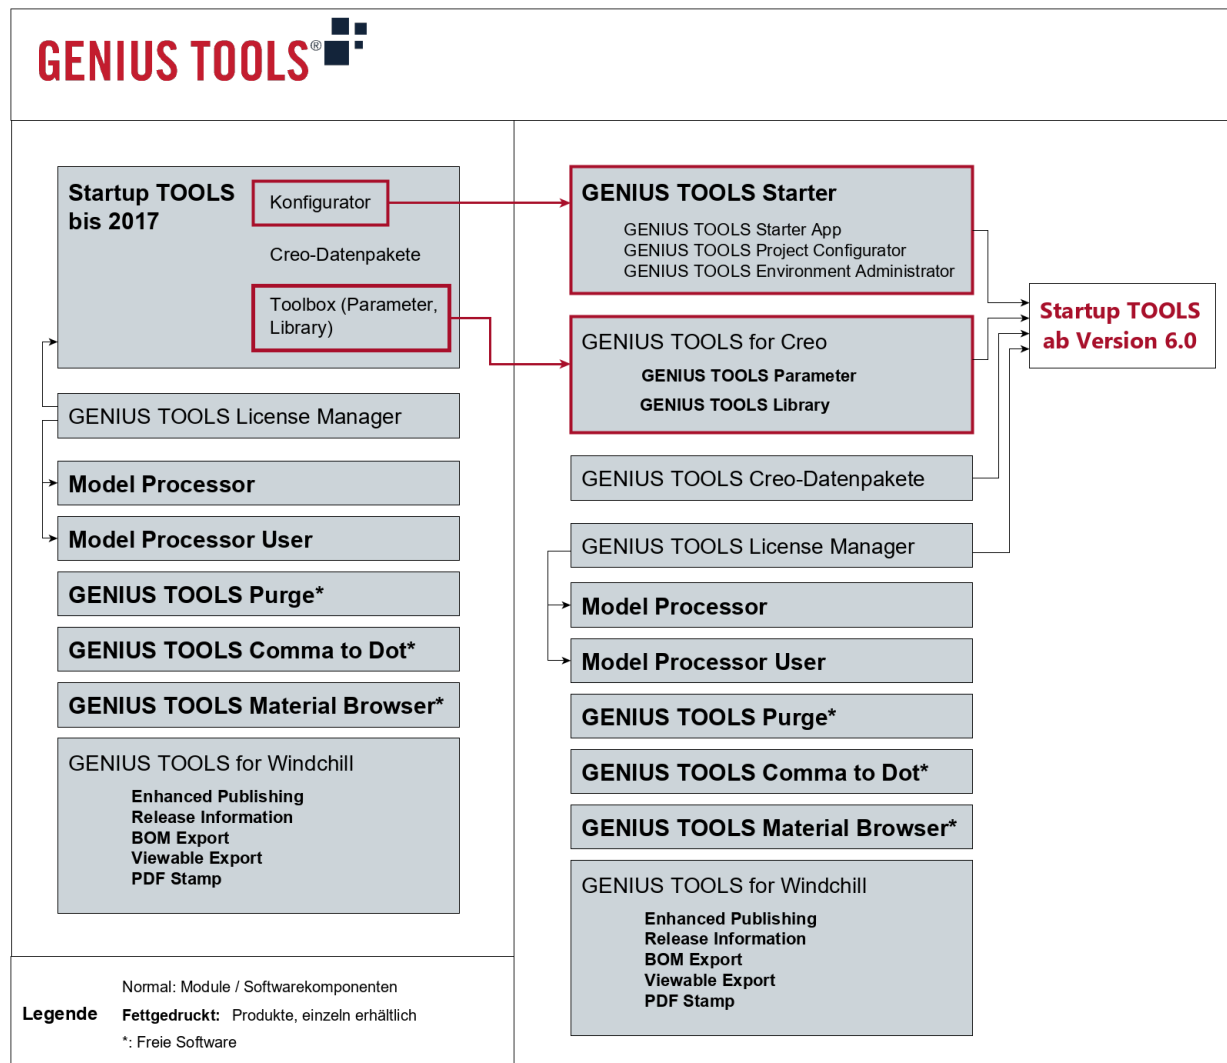 GENIUS TOOLS®
Startup TOOLS
bis 2017
Konfigurator
Creo-Datenpakete
Toolbox (Parameter,
Library)
GENIUS TOOLS License Manager
Model Processor
Model Processor User
GENIUS TOOLS Purge*
GENIUS TOOLS Comma to Dot*
GENIUS TOOLS Material Browser*
GENIUS TOOLS for Windchill
Enhanced Publishing
Release Information
BOM Export
Viewable Export
PDF Stamp
GENIUS TOOLS Starter
GENIUS TOOLS Starter App
GENIUS TOOLS Project Configurator
GENIUS TOOLS Environment Administrator
GENIUS TOOLS for Creo
GENIUS TOOLS Parameter
GENIUS TOOLS Library
GENIUS TOOLS Creo-Datenpakete
GENIUS TOOLS License Manager
Model Processor
Model Processor User
GENIUS TOOLS Purge*
GENIUS TOOLS Comma to Dot*
GENIUS TOOLS Material Browser*
GENIUS TOOLS for Windchill
Enhanced Publishing
Release Information
BOM Export
Viewable Export
PDF Stamp
Startup TOOLS
ab Version 6.0
Legende
Normal: Module / Softwarekomponenten
Fettgedruckt: Produkte, einzeln erhältlich
*: Freie Software